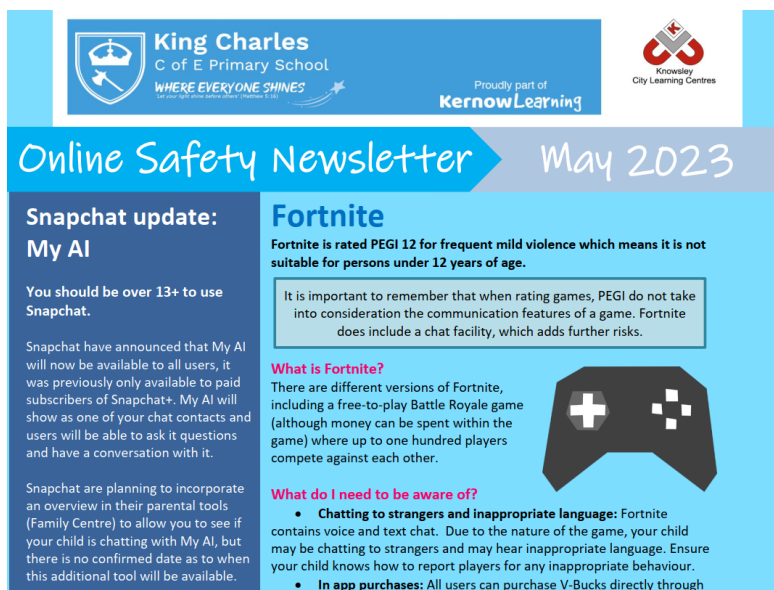 King Charles
C of E Primary School
WHERE EVERYONE SHINES
'Let your light shine before others' (Matthew 5:16)
Proudly part of
KernowLearning
Knowsley
City Learning Centres
Online Safety Newsletter
May 2023
Snapchat update:
My AI
You should be over 13+ to use
Snapchat.
Snapchat have announced that My AI
will now be available to all users, it
was previously only available to paid
subscribers of Snapchat+. My AI will
show as one of your chat contacts and
users will be able to ask it questions
and have a conversation with it.
Snapchat are planning to incorporate
an overview in their parental tools
(Family Centre) to allow you to see if
your child is chatting with My AI, but
there is no confirmed date as to when
this additional tool will be available.
Fortnite
Fortnite is rated PEGI 12 for frequent mild violence which means it is not
suitable for persons under 12 years of age.
It is important to remember that when rating games, PEGI do not take
into consideration the communication features of a game. Fortnite
does include a chat facility, which adds further risks.
What is Fortnite?
There are different versions of Fortnite,
including a free-to-play Battle Royale game
(although money can be spent within the
game) where up to one hundred players
compete against each other.
What do I need to be aware of?
• Chatting to strangers and inappropriate language: Fortnite
contains voice and text chat. Due to the nature of the game, your child
may be chatting to strangers and may hear inappropriate language. Ensure
your child knows how to report players for any inappropriate behaviour.
• In app purchases: All users can purchase V-Bucks directly through